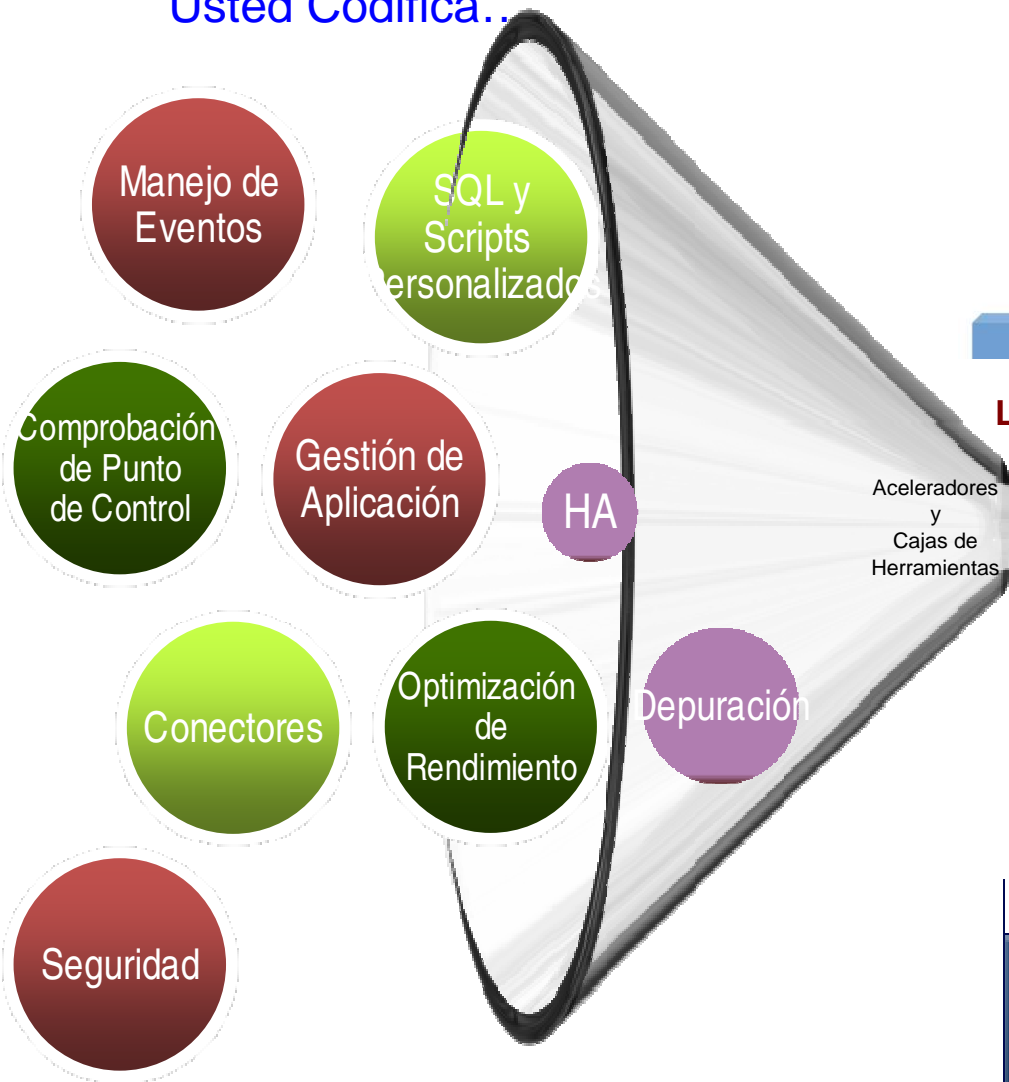 Usted Codifica…
Manejo de
Eventos
SQL y
Scripts
Personalizados
Comprobación
de Punto
de Control
Gestión de
Aplicación
HA
L
Aceleradores
y
Cajas de
Herramientas
Conectores
Optimización
de
Rendimiento
Depuración
Seguridad